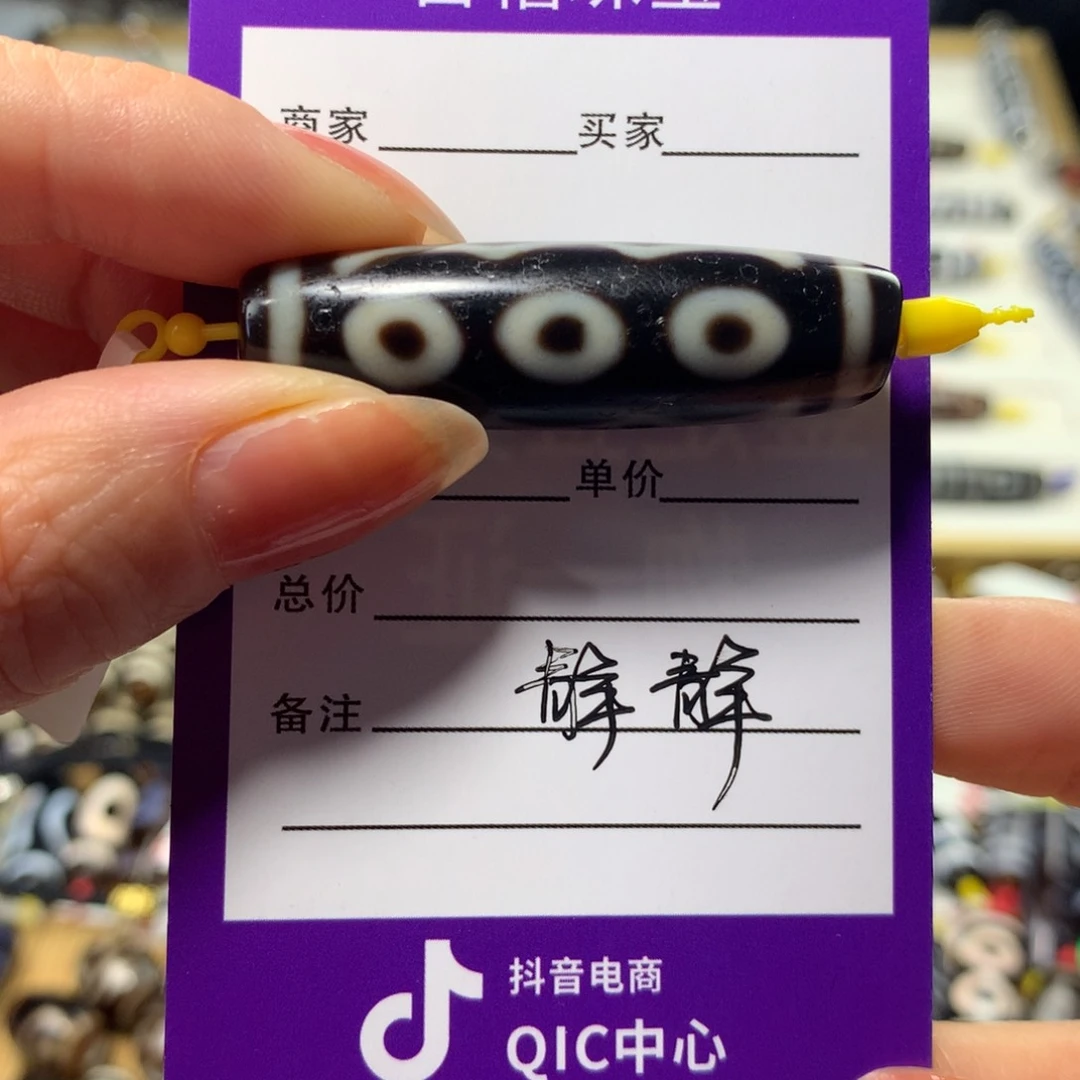 商家 买家
单价
总价
备注 静静
抖音电商
QIC中心